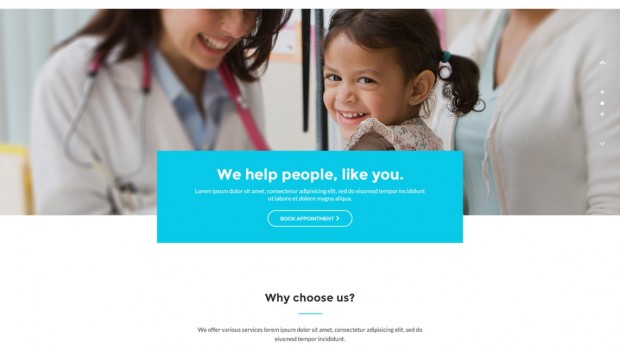 We help people, like you.
Lorem ipsum dolor sit amet, consectetur adipisicing elit, sed do eiusmod tempor incididunt
ut labore et dolore magna aliqua.
BOOK APPOINTMENT
Why choose us?
We offer various services lorem ipsum dolor sit amet, consectetur adipisicing elit, sed do eiusmod
tempor incididunt.